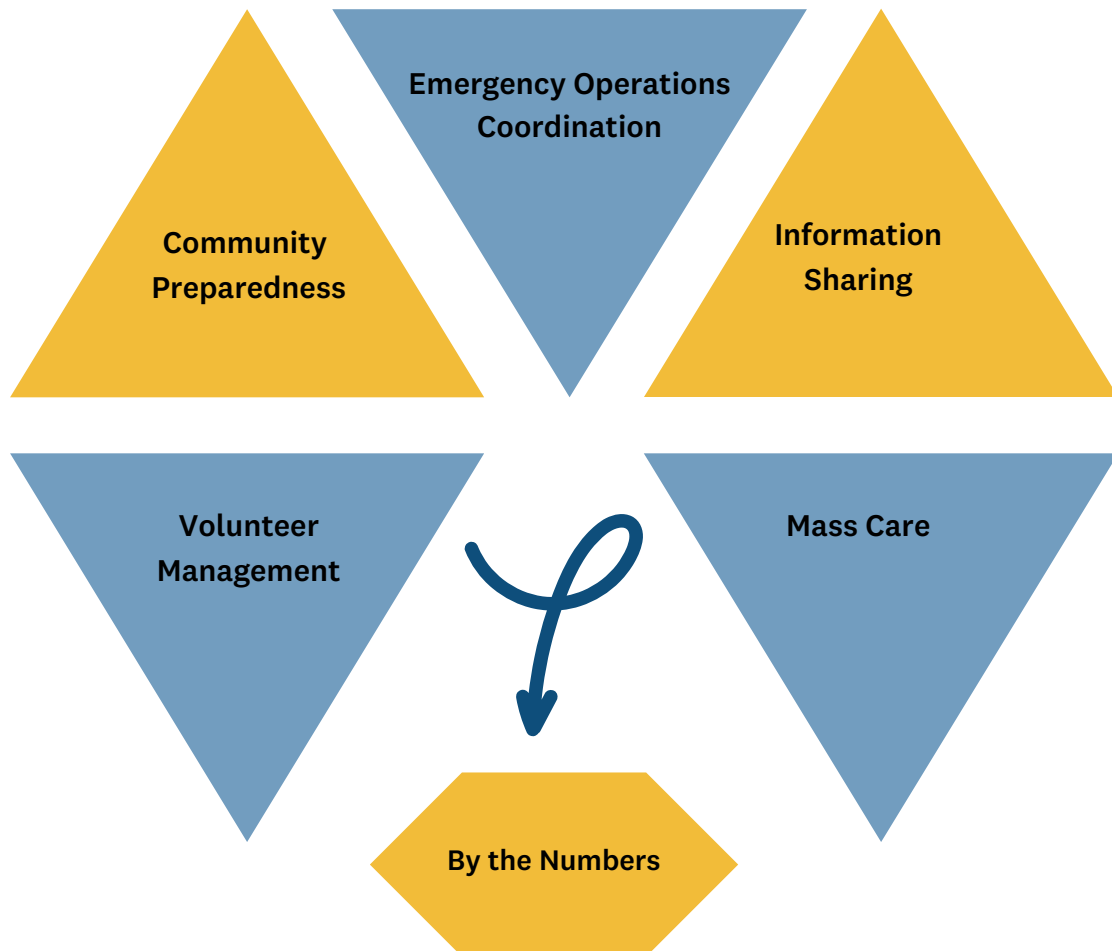 Emergency Operations
Coordination
Community
Preparedness
Information
Sharing
Volunteer
Management
Mass Care
By the Numbers